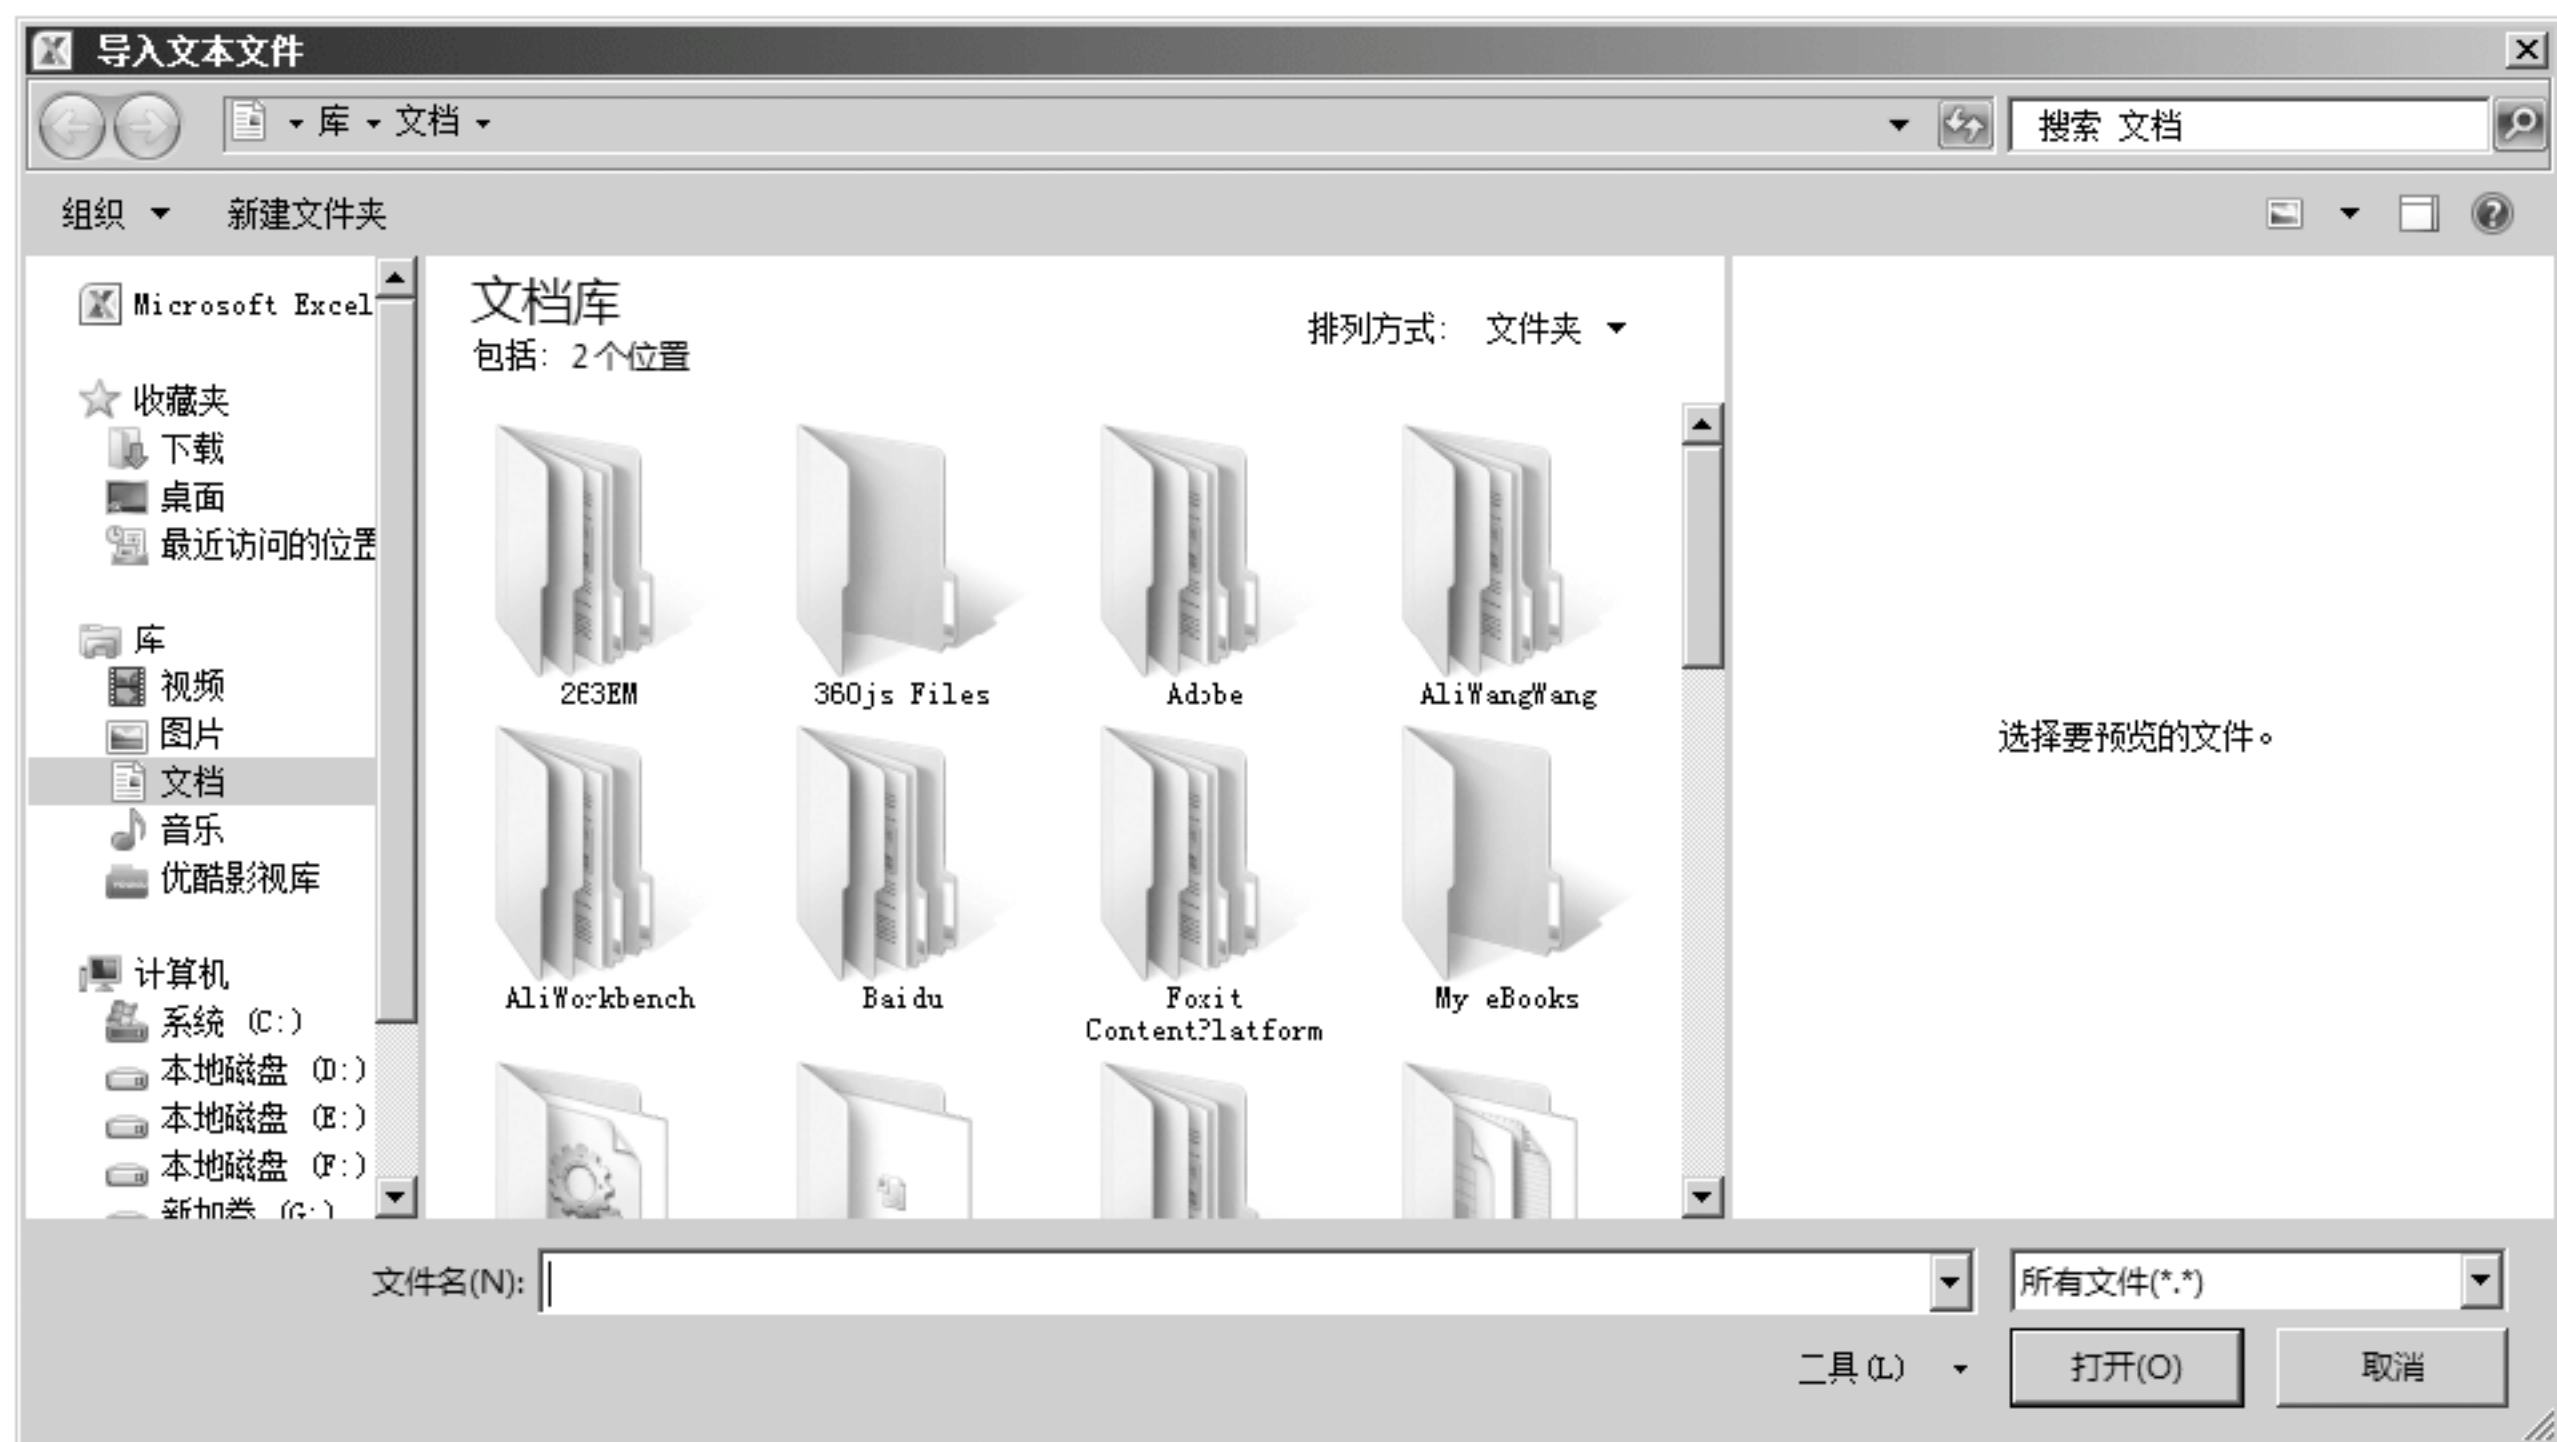 导入文本文件
库 文档
搜索 文档
组织 新建文件夹
Microsoft Excel
收藏夹
下载
桌面
最近访问的位置
库
视频
图片
文档
音乐
优酷影视库
计算机
系统 (C:)
本地磁盘 (D:)
本地磁盘 (E:)
本地磁盘 (F:)
新加卷 (G:)
文档库
包括: 2个位置
排列方式: 文件夹
263EM 360js Files Adobe AliWangWang
AliWorkbench Baidu Foxit ContentPlatform My eBooks
选择要预览的文件。
文件名(N):
所有文件(*.*)
工具(L) 打开(O) 取消